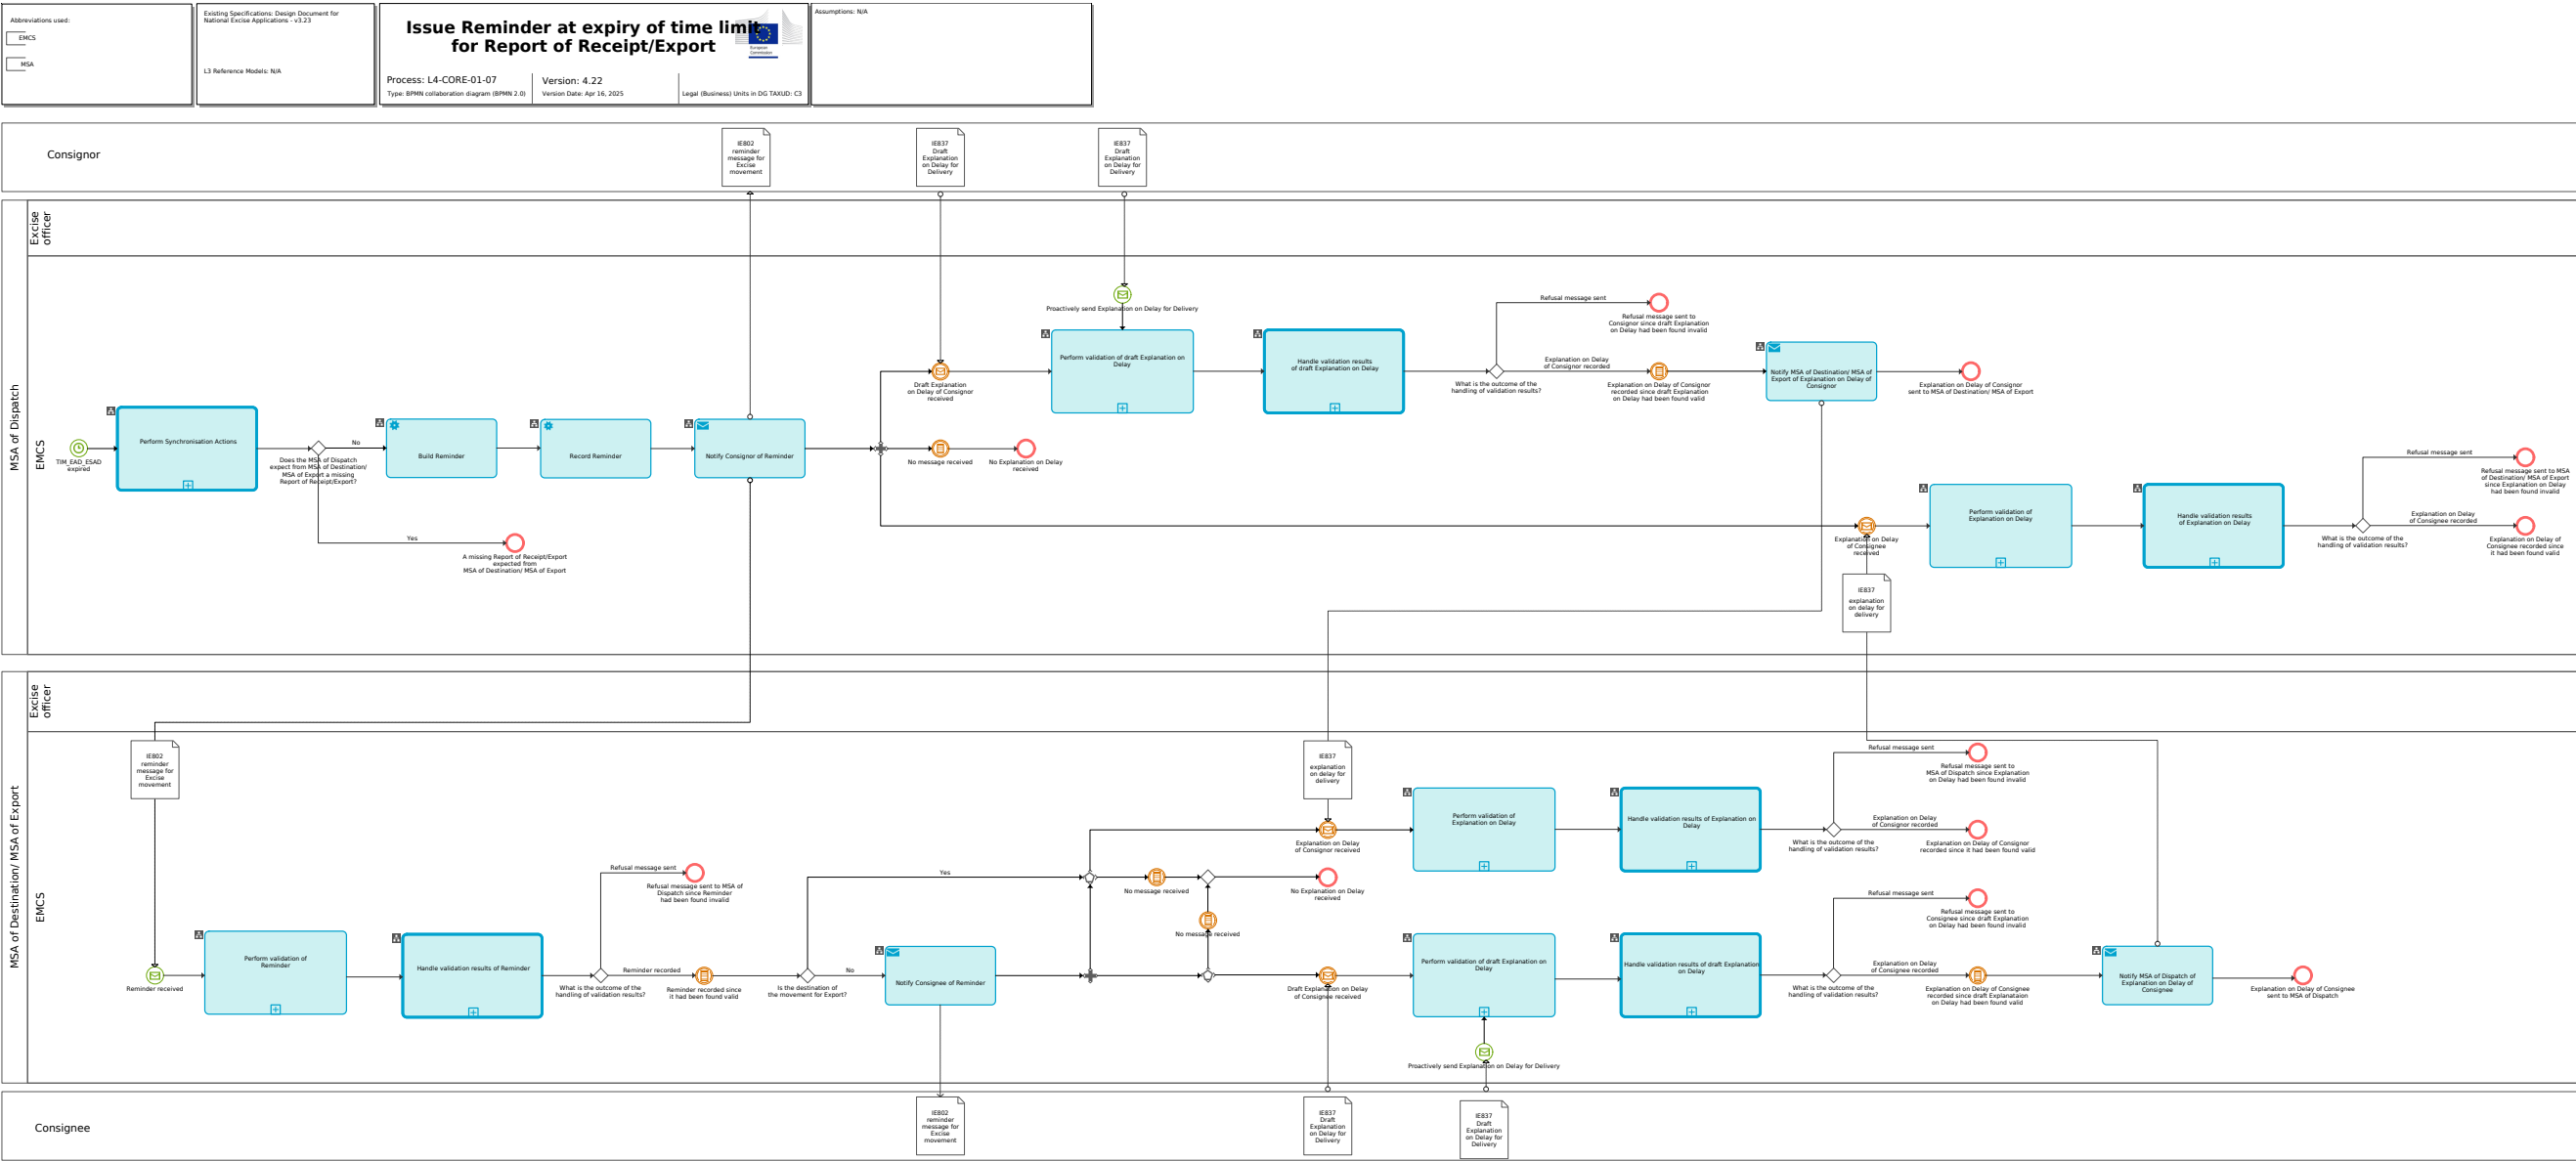 Abbreviations used:
EMCS
MSA
Existing Specifications: Design Document for
National Excise Applications - v3.23
L3 Reference Models: N/A
Issue Reminder at expiry of time limit
for Report of Receipt/Export
European
Commission
Process: L4-CORE-01-07
Version: 4.22
Type: BPMN collaboration diagram (BPMN 2.0)
Version Date: Apr 16, 2025
Legal (Business) Units in DG TAXUD: C3
Assumptions: N/A
Consignor
IE802
reminder
message for
Excise
movement
IE837
Draft
Explanation
on Delay for
Delivery
IE837
Draft
Explanation
on Delay for
Delivery
MSA of Dispatch
Excise
officer
EMCS
TIM_EAD_ESAD
expired
Perform Synchronisation Actions
Does the MSA of Dispatch
expect from MSA of Destination/
MSA of Export a missing
Report of Receipt/Export?
No
Yes
A missing Report of Receipt/Export
expected from
MSA of Destination/ MSA of Export
Build Reminder
Record Reminder
Notify Consignor of Reminder
Draft Explanation
on Delay of Consignor
received
No message received
No Explanation on Delay
received
Proactively send Explanation on Delay for Delivery
Perform validation of draft Explanation on
Delay
Handle validation results
of draft Explanation on Delay
What is the outcome of the
handling of validation results?
Refusal message sent
Refusal message sent to
Consignor since draft Explanation
on Delay had been found invalid
Explanation on Delay
of Consignor recorded
Explanation on Delay of Consignor
recorded since draft Explanation
on Delay had been found valid
Notify MSA of Destination/ MSA of
Export of Explanation on Delay of
Consignor
Explanation on Delay of Consignor
sent to MSA of Destination/ MSA of Export
Explanation on Delay
of Consignee
received
IE837
explanation
on delay for
delivery
Perform validation of
Explanation on Delay
Handle validation results
of Explanation on Delay
What is the outcome of the
handling of validation results?
Refusal message sent
Refusal message sent to MSA
of Destination/ MSA of Export
since Explanation on Delay
had been found invalid
Explanation on Delay
of Consignee recorded
Explanation on Delay of
Consignee recorded since
it had been found valid
MSA of Destination/ MSA of Export
Excise
officer
EMCS
IE802
reminder
message for
Excise
movement
Reminder received
Perform validation of
Reminder
Handle validation results of Reminder
What is the outcome of the
handling of validation results?
Refusal message sent
Refusal message sent to MSA of
Dispatch since Reminder
had been found invalid
Reminder recorded
Reminder recorded since
it had been found valid
Is the destination of
the movement for Export?
Yes
No
Notify Consignee of Reminder
No message received
No message received
No Explanation on Delay
received
IE837
explanation
on delay for
delivery
Explanation on Delay
of Consignor received
Perform validation of
Explanation on Delay
Handle validation results of Explanation on
Delay
What is the outcome of the
handling of validation results?
Refusal message sent
Refusal message sent to
MSA of Dispatch since Explanation
on Delay had been found invalid
Explanation on Delay
of Consignor recorded
Explanation on Delay of Consignor
recorded since it had been found valid
Draft Explanation on Delay
of Consignee received
Perform validation of draft Explanation on
Delay
Handle validation results of draft Explanation
on Delay
What is the outcome of the
handling of validation results?
Refusal message sent
Refusal message sent to
Consignee since draft Explanation
on Delay had been found invalid
Explanation on Delay
of Consignee recorded
Explanation on Delay of Consignee
recorded since draft Explanatation
on Delay had been found valid
Notify MSA of Dispatch of
Explanation on Delay of
Consignee
Explanation on Delay of Consignee
sent to MSA of Dispatch
Proactively send Explanation on Delay for Delivery
Consignee
IE802
reminder
message for
Excise
movement
IE837
Draft
Explanation
on Delay for
Delivery
IE837
Draft
Explanation
on Delay for
Delivery